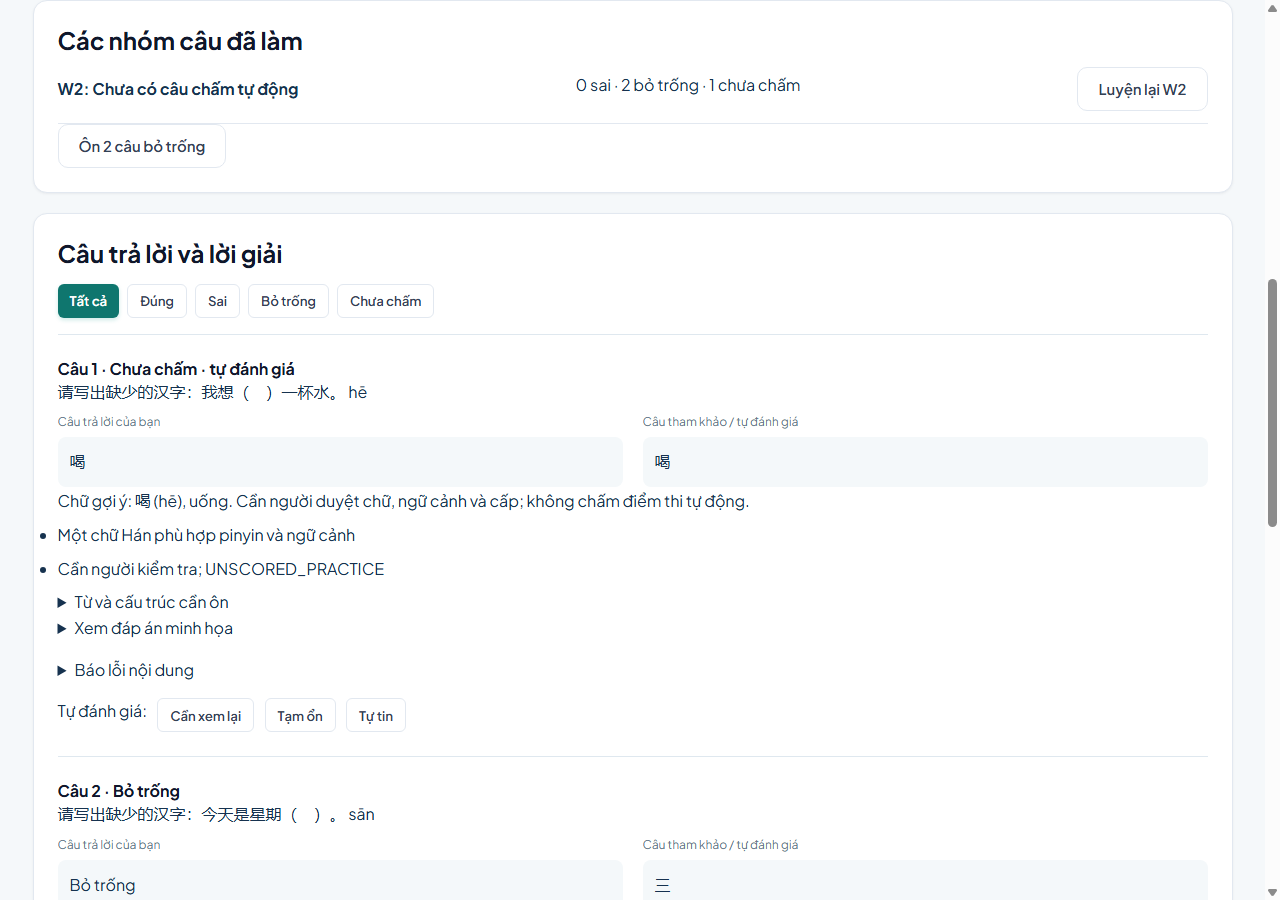 Các nhóm câu đã làm
W2: Chưa có câu chấm tự động
0 sai · 2 bỏ trống · 1 chưa chấm
Luyện lại W2
Ôn 2 câu bỏ trống
Câu trả lời và lời giải
Tất cả
Đúng
Sai
Bỏ trống
Chưa chấm
Câu 1 · Chưa chấm · tự đánh giá
请写出缺少的汉字：我想（　）一杯水。 hē
Câu trả lời của bạn
Câu tham khảo / tự đánh giá
喝
喝
Chữ gợi ý: 喝 (hē), uống. Cần người duyệt chữ, ngữ cảnh và cấp; không chấm điểm thi tự động.
Một chữ Hán phù hợp pinyin và ngữ cảnh
Cần người kiểm tra; UNSCORED_PRACTICE
Từ và cấu trúc cần ôn
Xem đáp án minh họa
Báo lỗi nội dung
Tự đánh giá:
Cần xem lại
Tạm ổn
Tự tin
Câu 2 · Bỏ trống
请写出缺少的汉字：今天是星期（　）。 sān
Câu trả lời của bạn
Câu tham khảo / tự đánh giá
Bỏ trống
三